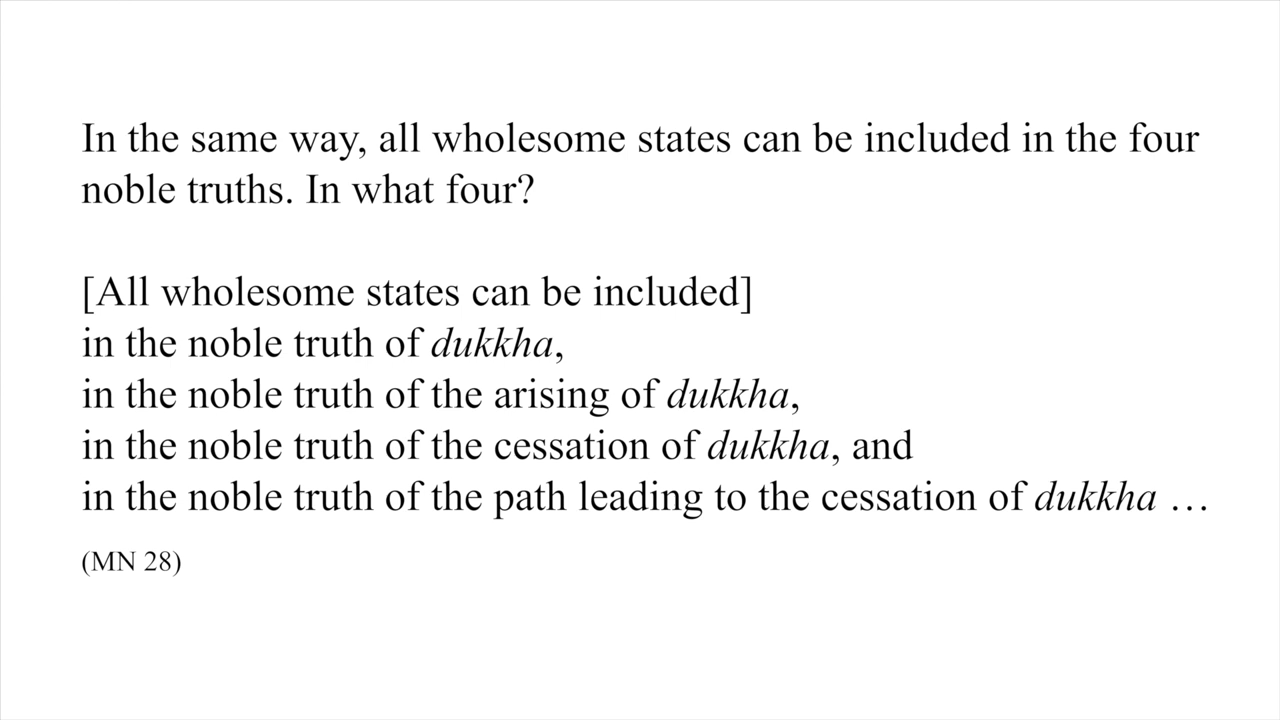 In the same way, all wholesome states can be included in the four
noble truths. In what four?
[All wholesome states can be included]
in the noble truth of dukkha,
in the noble truth of the arising of dukkha,
in the noble truth of the cessation of dukkha, and
in the noble truth of the path leading to the cessation of dukkha …
(MN 28)